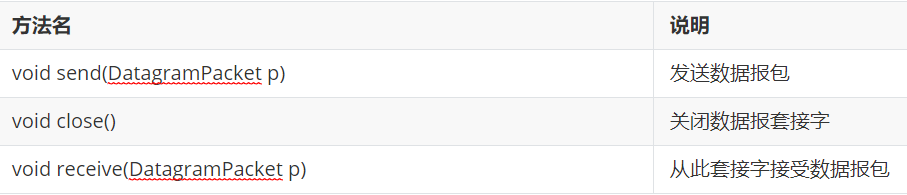 方法名 说明
void send(DatagramPacket p) 发送数据报包
void close() 关闭数据报套接字
void receive(DatagramPacket p) 从此套接字接受数据报包